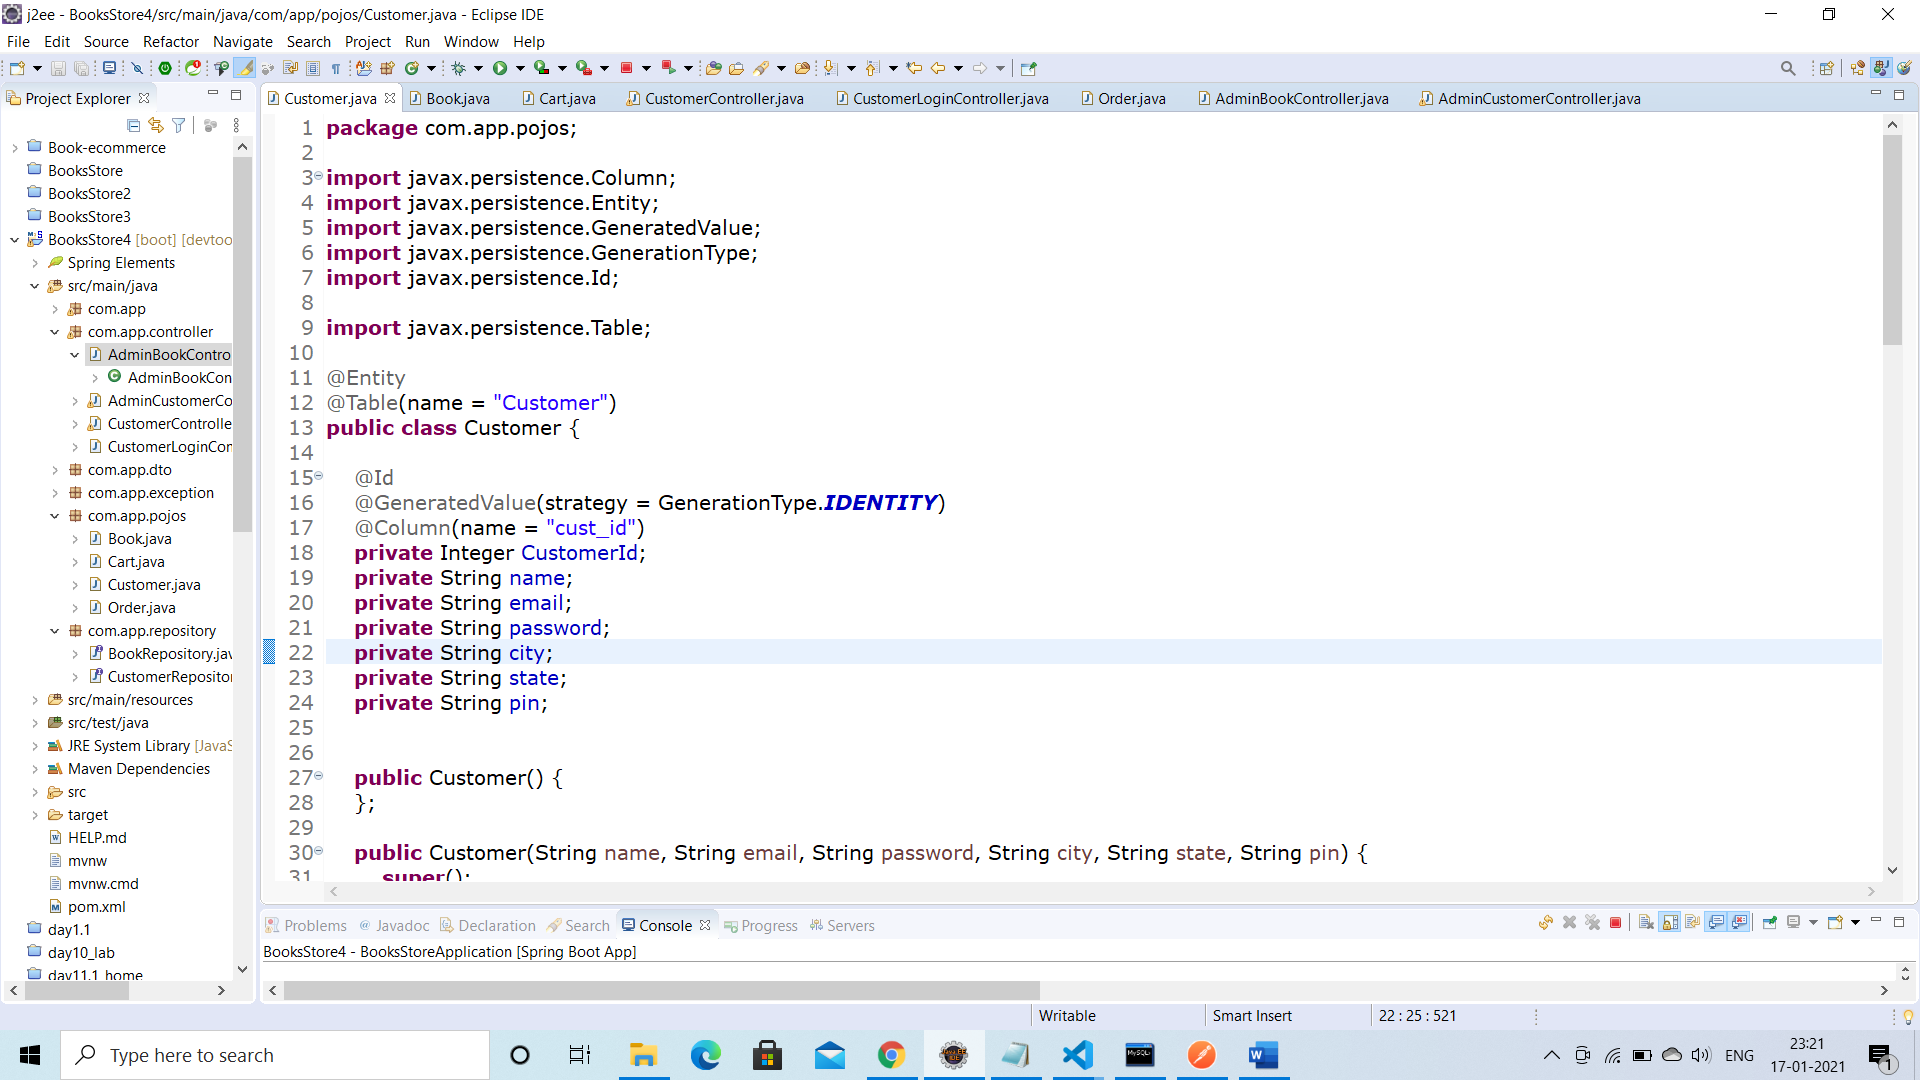 j2ee - BooksStore4/src/main/java/com/app/pojos/Customer.java - Eclipse IDE
File Edit Source Refactor Navigate Search Project Run Window Help
Project Explorer
Book-ecommerce
BooksStore
BooksStore2
BooksStore3
BooksStore4 [boot] [devtoo
Spring Elements
src/main/java
com.app
com.app.controller
AdminBookContro
AdminBookCon
AdminCustomerCo
CustomerControlle
CustomerLoginCon
com.app.dto
com.app.exception
com.app.pojos
Book.java
Cart.java
Customer.java
Order.java
com.app.repository
BookRepository.jav
CustomerRepositor
src/main/resources
src/test/java
JRE System Library [JavaS
Maven Dependencies
src
target
HELP.md
mvnw
mvnw.cmd
pom.xml
day1.1
day10_lab
day11.1_home
Customer.java Book.java Cart.java CustomerController.java CustomerLoginController.java Order.java AdminBookController.java AdminCustomerController.java
1 package com.app.pojos;
2
3 import javax.persistence.Column;
4 import javax.persistence.Entity;
5 import javax.persistence.GeneratedValue;
6 import javax.persistence.GenerationType;
7 import javax.persistence.Id;
8
9 import javax.persistence.Table;
10
11 @Entity
12 @Table(name = "Customer")
13 public class Customer {
14
15 @Id
16 @GeneratedValue(strategy = GenerationType.IDENTITY)
17 @Column(name = "cust_id")
18 private Integer CustomerId;
19 private String name;
20 private String email;
21 private String password;
22 private String city;
23 private String state;
24 private String pin;
25
26
27 public Customer() {
28 };
29
30 public Customer(String name, String email, String password, String city, String state, String pin) {
31 super();
Problems Javadoc Declaration Search Console Progress Servers
BooksStore4 - BooksStoreApplication [Spring Boot App]
Writable Smart Insert 22 : 25 : 521
Type here to search
ENG
23:21
17-01-2021
1